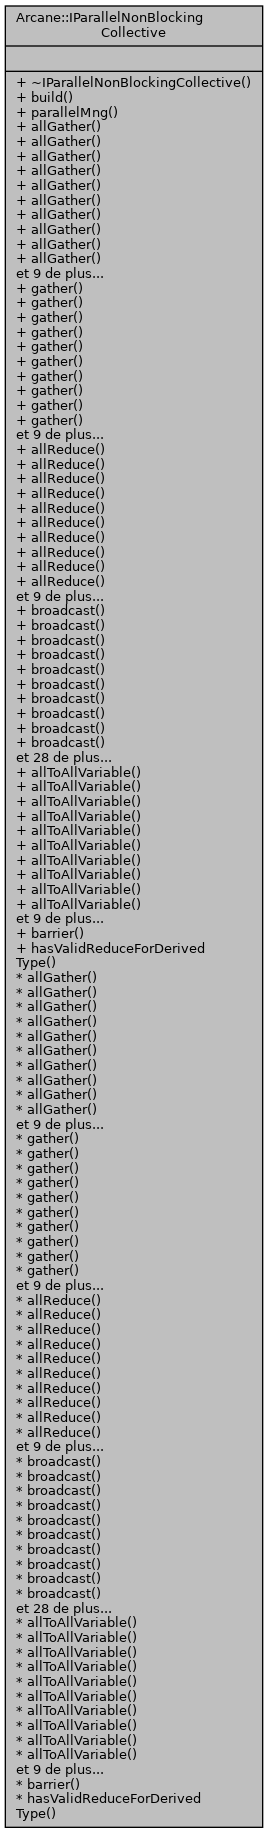 Arcane::IParallelNonBlocking
Collective
+ ~IParallelNonBlockingCollective()
+ build()
+ parallelMng()
+ allGather()
+ allGather()
+ allGather()
+ allGather()
+ allGather()
+ allGather()
+ allGather()
+ allGather()
+ allGather()
+ allGather()
et 9 de plus...
+ gather()
+ gather()
+ gather()
+ gather()
+ gather()
+ gather()
+ gather()
+ gather()
+ gather()
+ gather()
et 9 de plus...
+ allReduce()
+ allReduce()
+ allReduce()
+ allReduce()
+ allReduce()
+ allReduce()
+ allReduce()
+ allReduce()
+ allReduce()
+ allReduce()
et 9 de plus...
+ broadcast()
+ broadcast()
+ broadcast()
+ broadcast()
+ broadcast()
+ broadcast()
+ broadcast()
+ broadcast()
+ broadcast()
+ broadcast()
et 28 de plus...
+ allToAllVariable()
+ allToAllVariable()
+ allToAllVariable()
+ allToAllVariable()
+ allToAllVariable()
+ allToAllVariable()
+ allToAllVariable()
+ allToAllVariable()
+ allToAllVariable()
+ allToAllVariable()
et 9 de plus...
+ barrier()
+ hasValidReduceForDerived
Type()
* allGather()
* allGather()
* allGather()
* allGather()
* allGather()
* allGather()
* allGather()
* allGather()
* allGather()
* allGather()
et 9 de plus...
* gather()
* gather()
* gather()
* gather()
* gather()
* gather()
* gather()
* gather()
* gather()
* gather()
et 9 de plus...
* allReduce()
* allReduce()
* allReduce()
* allReduce()
* allReduce()
* allReduce()
* allReduce()
* allReduce()
* allReduce()
* allReduce()
et 9 de plus...
* broadcast()
* broadcast()
* broadcast()
* broadcast()
* broadcast()
* broadcast()
* broadcast()
* broadcast()
* broadcast()
* broadcast()
et 28 de plus...
* allToAllVariable()
* allToAllVariable()
* allToAllVariable()
* allToAllVariable()
* allToAllVariable()
* allToAllVariable()
* allToAllVariable()
* allToAllVariable()
* allToAllVariable()
* allToAllVariable()
et 9 de plus...
* barrier()
* hasValidReduceForDerived
Type()